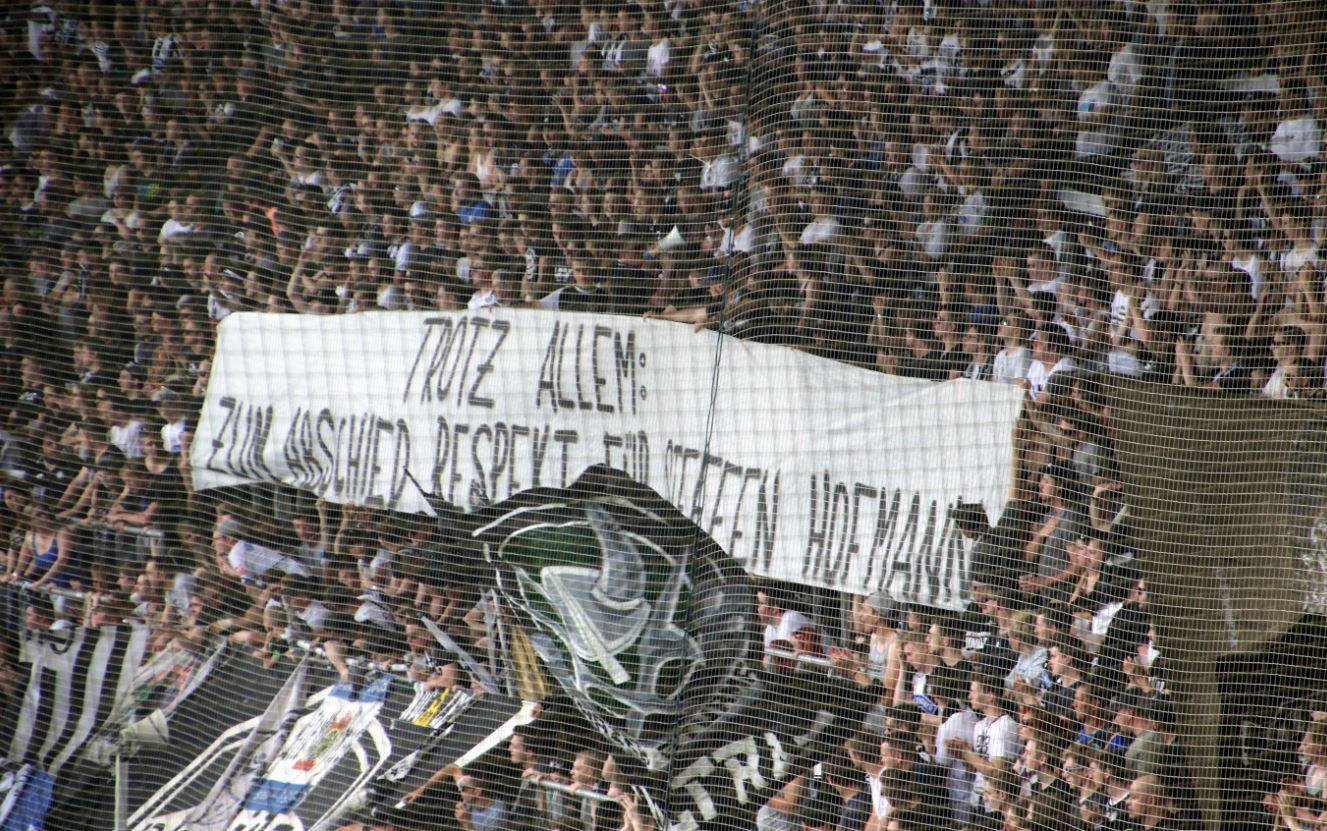 TROTZ ALLEM:
ZUM ABSCHIED RESPEKT FÜR STEFFEN HOFMANN